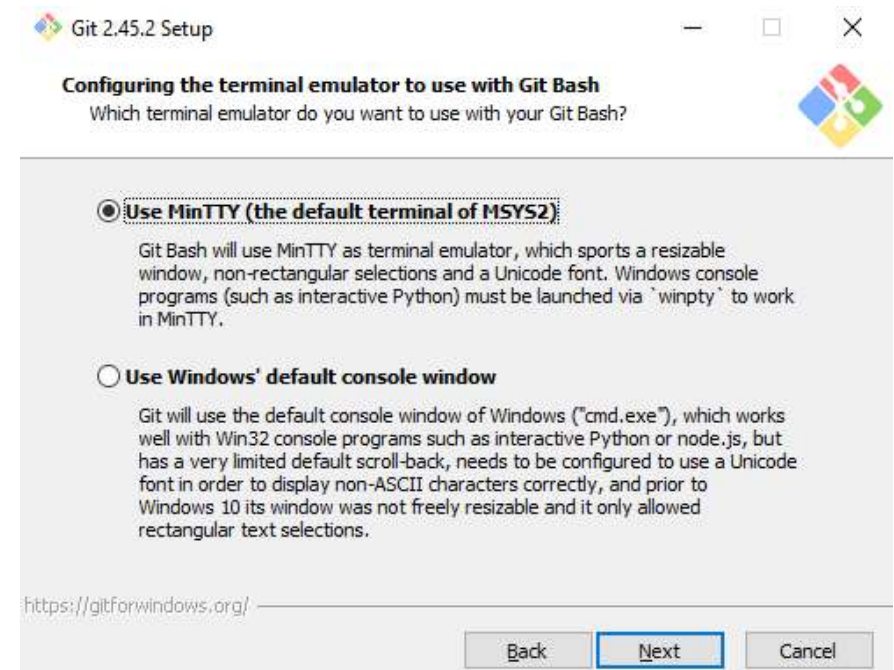 Git 2.45.2 Setup
Configuring the terminal emulator to use with Git Bash
Which terminal emulator do you want to use with your Git Bash?
Use MinTTY (the default terminal of MSYS2)
Git Bash will use MinTTY as terminal emulator, which sports a resizable
window, non-rectangular selections and a Unicode font. Windows console
programs (such as interactive Python) must be launched via `winpty` to work
in MinTTY.
Use Windows' default console window
Git will use the default console window of Windows ("cmd.exe"), which works
well with Win32 console programs such as interactive Python or node.js, but
has a very limited default scroll-back, needs to be configured to use a Unicode
font in order to display non-ASCII characters correctly, and prior to
Windows 10 its window was not freely resizable and it only allowed
rectangular text selections.
https://gitforwindows.org/
Back Next Cancel